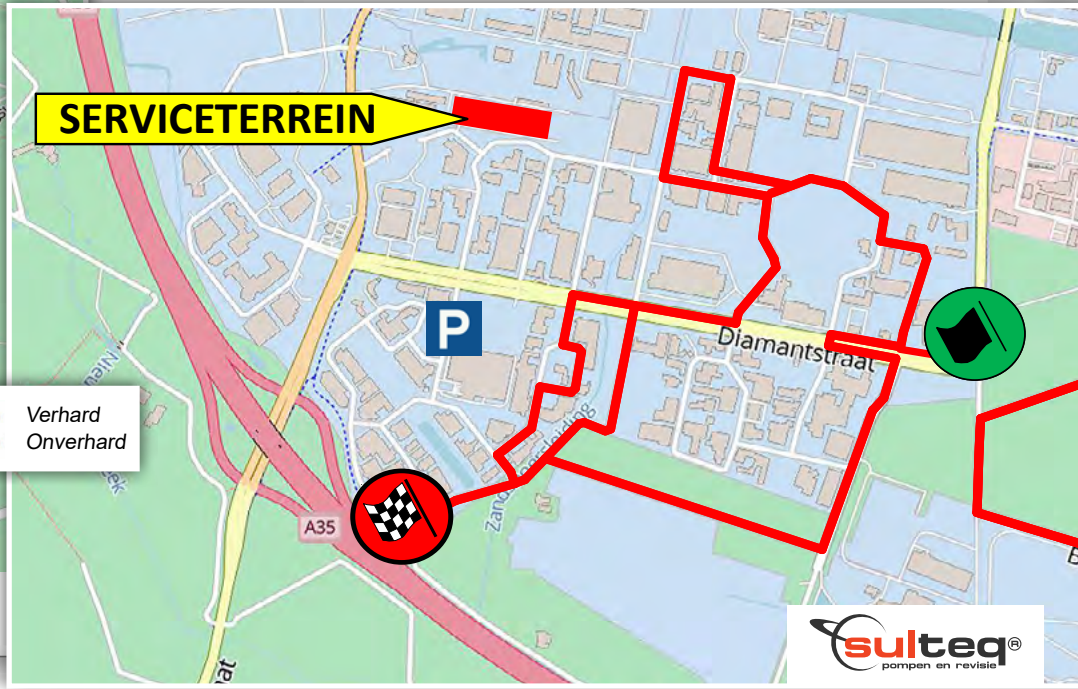 SERVICETERREIN
P
Diamantstraat
Verhard
Onverhard
A35
sulteq®
pompen en revisie